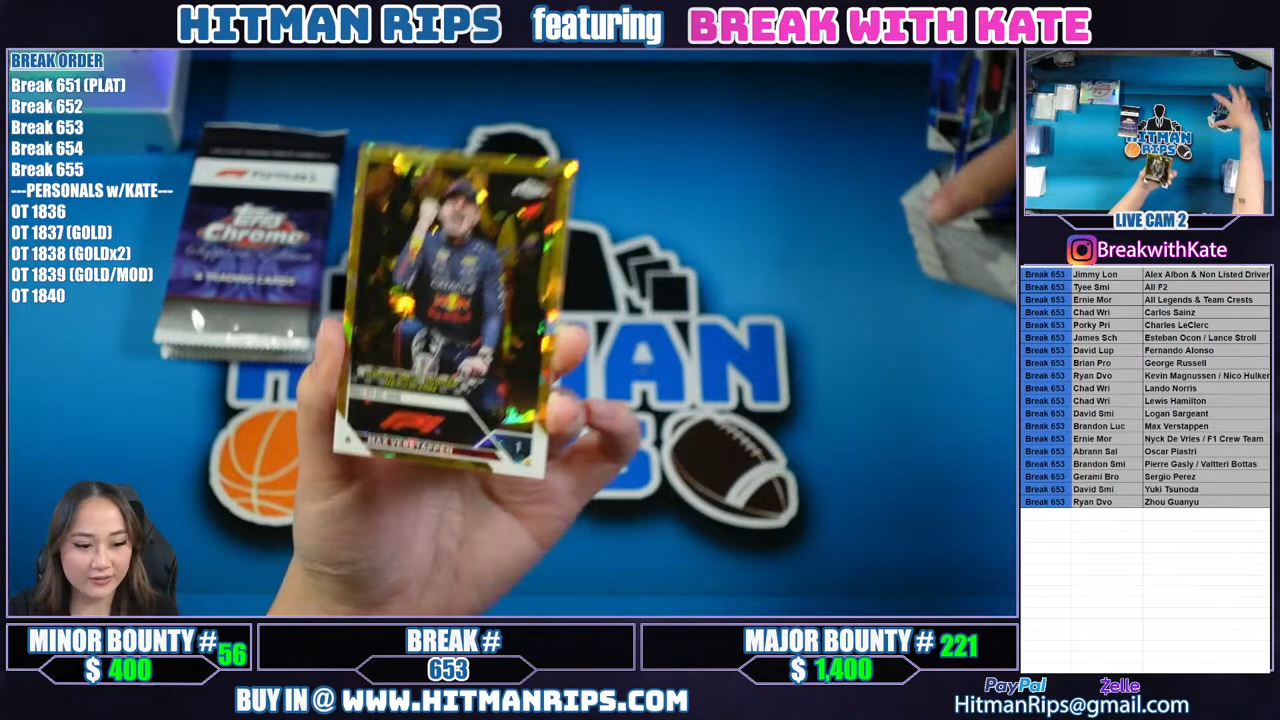 HITMAN RIPS featuring BREAK WITH KATE
BREAK ORDER
Break 651 (PLAT)
Break 652
Break 653
Break 654
Break 655
---PERSONALS w/KATE---
OT 1836
OT 1837 (GOLD)
OT 1838 (GOLDx2)
OT 1839 (GOLD/MOD)
OT 1840
Formula 1
Topps
Chrome
TRADING CARDS
MAX VERSTAPPEN
1
HITMAN
HITMAN
RIPS
LIVE CAM 2
BreakwithKate
Break 653 Jimmy Lon Alex Albon & Non Listed Driver
Break 653 Tyee Smi All F2
Break 653 Ernie Mor All Legends & Team Crests
Break 653 Chad Wri Carlos Sainz
Break 653 Porky Pri Charles LeClerc
Break 653 James Sch Esteban Ocon / Lance Stroll
Break 653 David Lup Fernando Alonso
Break 653 Brian Pro George Russell
Break 653 Ryan Dvo Kevin Magnussen / Nico Hulker
Break 653 Chad Wri Lando Norris
Break 653 Chad Wri Lewis Hamilton
Break 653 David Smi Logan Sargeant
Break 653 Brandon Luc Max Verstappen
Break 653 Ernie Mor Nyck De Vries / F1 Crew Team
Break 653 Abrann Sal Oscar Piastri
Break 653 Brandon Smi Pierre Gasly / Valtteri Bottas
Break 653 Gerami Bro Sergio Perez
Break 653 David Smi Yuki Tsunoda
Break 653 Ryan Dvo Zhou Guanyu
MINOR BOUNTY # 56
$ 400
BREAK #
653
MAJOR BOUNTY # 221
$ 1,400
BUY IN @ WWW.HITMANRIPS.COM
PayPal Zelle
HitmanRips@gmail.com